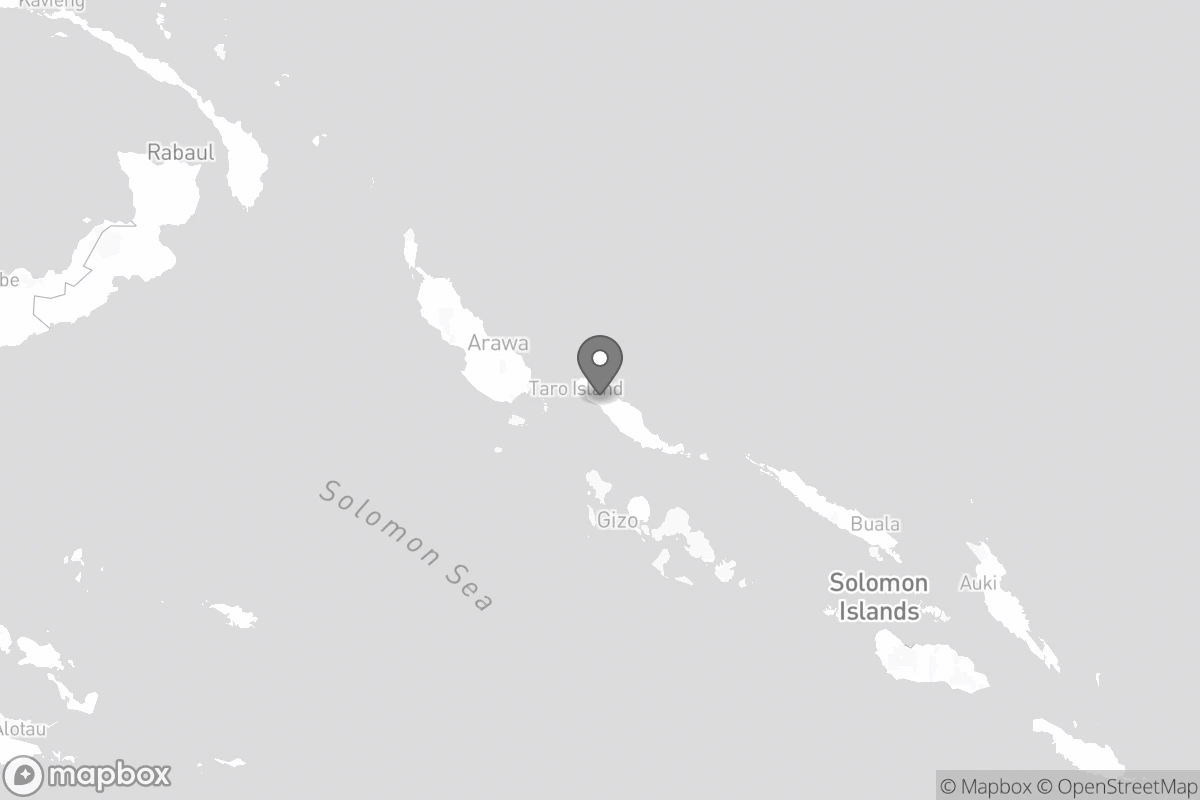 Kavieng
Rabaul
be
Arawa
Taro Island
Solomon Sea
Gizo
Buala
Solomon
Islands
Auki
Alotau
mapbox
© Mapbox © OpenStreetMap